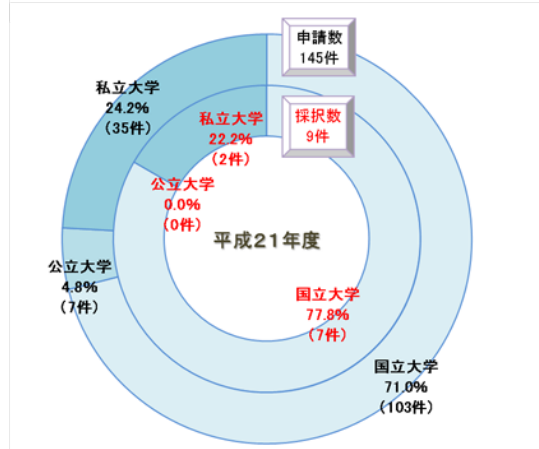 申請数
145件
私立大学
24.2%
（35件）
採択数
9件
私立大学
22.2%
（2件）
公立大学
0.0%
（0件）
平成21年度
公立大学
4.8%
（7件）
国立大学
77.8%
（7件）
国立大学
71.0%
（103件）